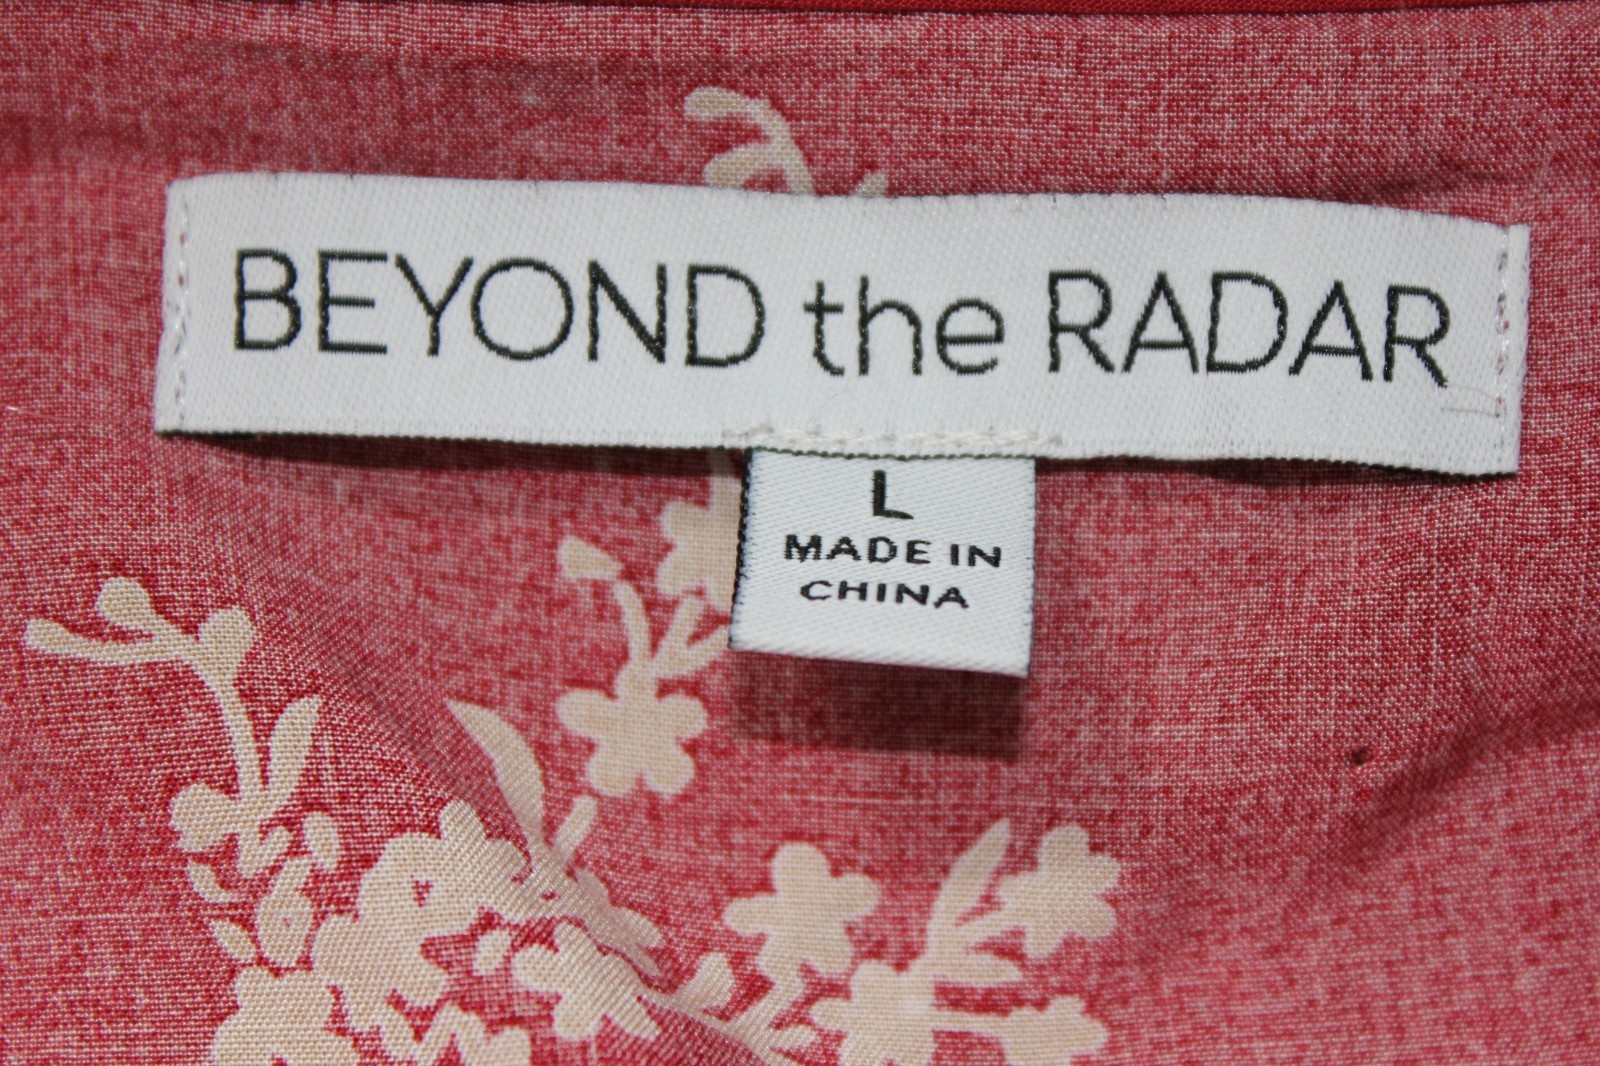 BEYOND the RADAR
L
MADE IN
CHINA